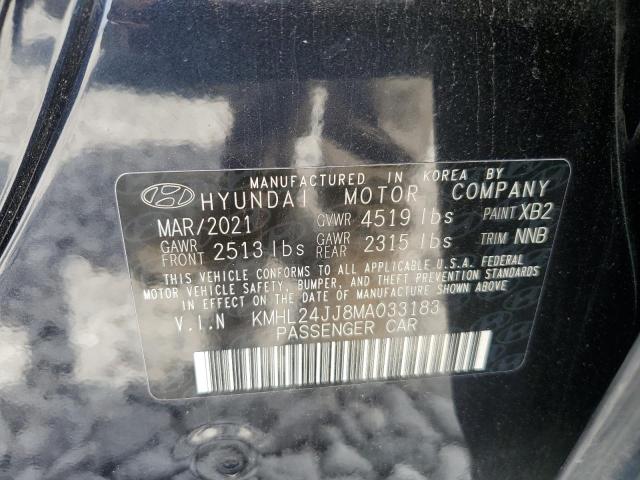 MANUFACTURED IN KOREA BY
HYUNDAI MOTOR COMPANY
MAR/2021 GVWR 4519 lbs PAINT XB2
GAWR FRONT 2513 lbs GAWR REAR 2315 lbs TRIM NNB
THIS VEHICLE CONFORMS TO ALL APPLICABLE U.S.A. FEDERAL
MOTOR VEHICLE SAFETY, BUMPER, AND THEFT PREVENTION STANDARDS
IN EFFECT ON THE DATE OF MANUFACTURE SHOWN ABOVE.
V.I.N KMHL24JJ8MA033183
PASSENGER CAR